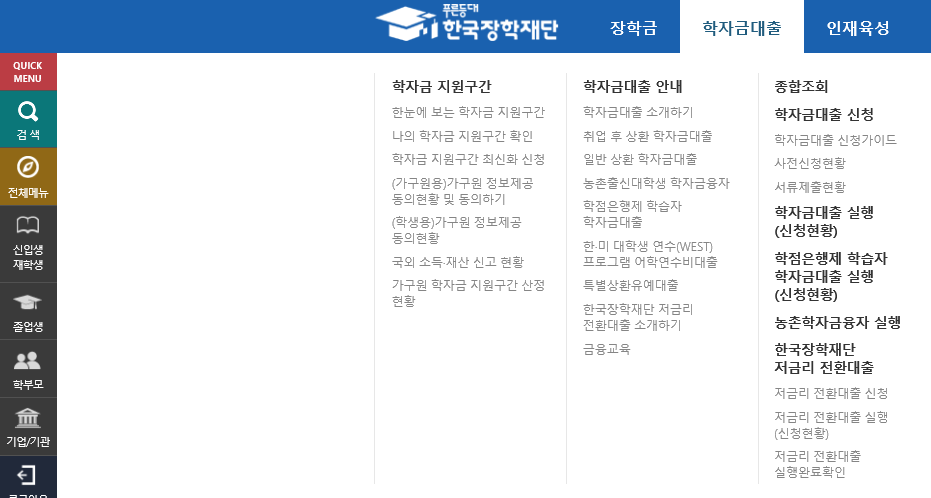 푸른등대
한국장학재단
장학금
학자금대출
인재육성
QUICK
MENU
검 색
전체메뉴
신입생
재학생
졸업생
학부모
기업/기관
학자금 지원구간
한눈에 보는 학자금 지원구간
나의 학자금 지원구간 확인
학자금 지원구간 최신화 신청
(가구원용)가구원 정보제공
동의현황 및 동의하기
(학생용)가구원 정보제공
동의현황
국외 소득·재산 신고 현황
가구원 학자금 지원구간 산정
현황
학자금대출 안내
학자금대출 소개하기
취업 후 상환 학자금대출
일반 상환 학자금대출
농촌출신대학생 학자금융자
학점은행제 학습자
학자금대출
한·미 대학생 연수(WEST)
프로그램 어학연수비대출
특별상환유예대출
한국장학재단 저금리
전환대출 소개하기
금융교육
종합조회
학자금대출 신청
학자금대출 신청가이드
사전신청현황
서류제출현황
학자금대출 실행
(신청현황)
학점은행제 학습자
학자금대출 실행
(신청현황)
농촌학자금융자 실행
한국장학재단
저금리 전환대출
저금리 전환대출 신청
저금리 전환대출 실행
(신청현황)
저금리 전환대출
실행완료확인